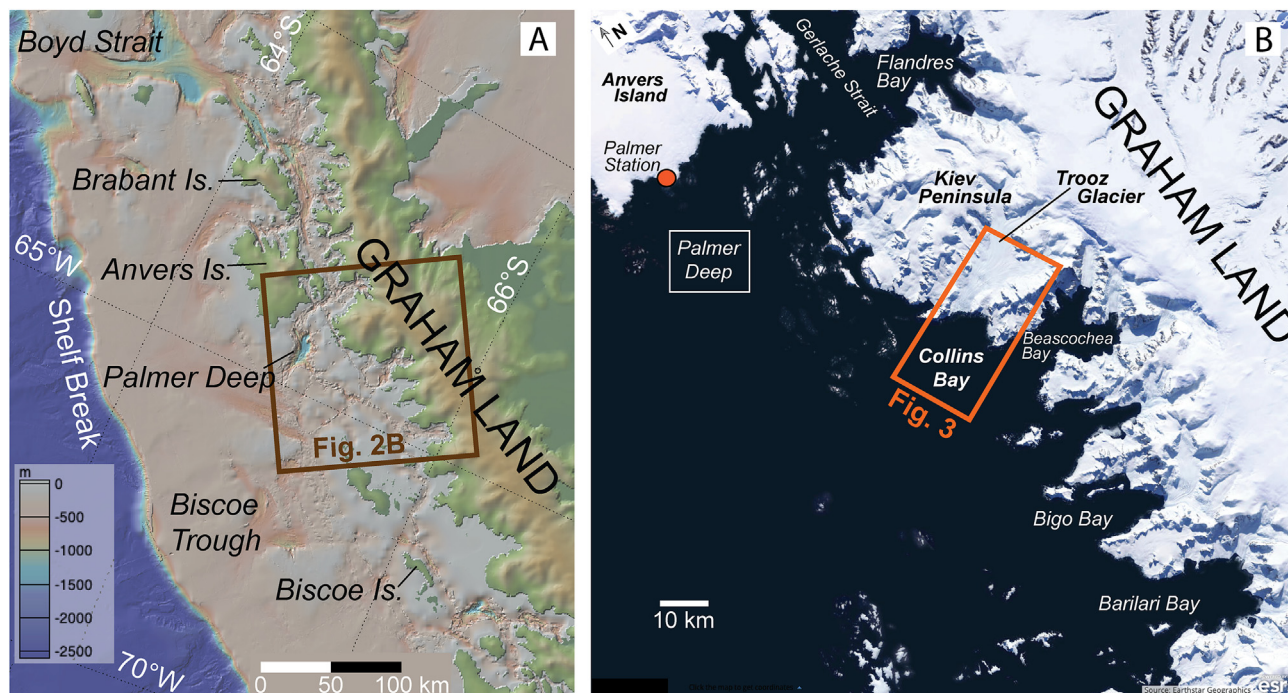 A
Boyd Strait
64°S
Brabant Is.
65°W
Anvers Is.
66°S
GRAHAM LAND
Shelf Break
Palmer Deep
Fig. 2B
m
0
-500
-1000
-1500
-2000
-2500
Biscoe
Trough
Biscoe Is.
70°W
0 50 100 km
B
N
Gerlache Strait
Flandres
Bay
Anvers
Island
GRAHAM LAND
Palmer
Station
Kiev
Peninsula
Trooz
Glacier
Palmer
Deep
Beascochea
Bay
Collins
Bay
Fig. 3
Bigo Bay
10 km
Barilari Bay
esri
Source: Earthstar Geographics